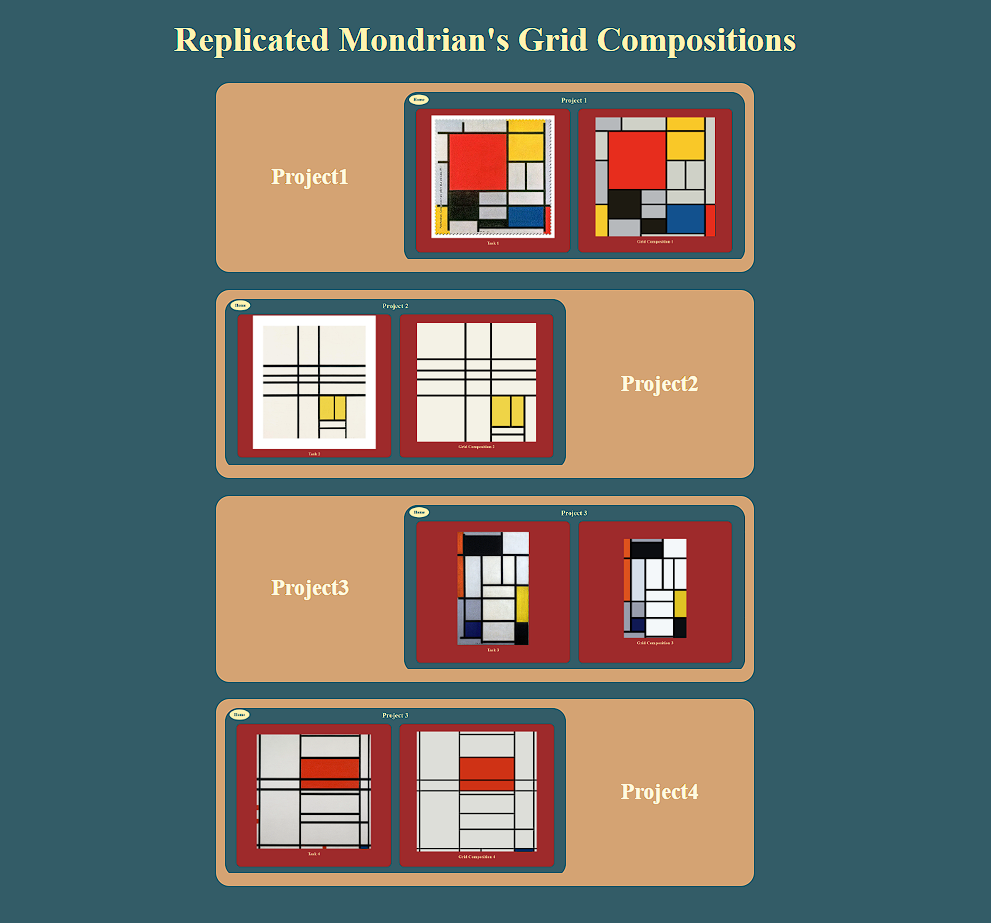 Replicated Mondrian's Grid Compositions
Project1
Home
Project 1
Task 1
Grid Composition 1
Home
Project 2
Task 2
Grid Composition 2
Project2
Project3
Home
Project 3
Task 3
Grid Composition 3
Home
Project 3
Task 4
Grid Composition 4
Project4